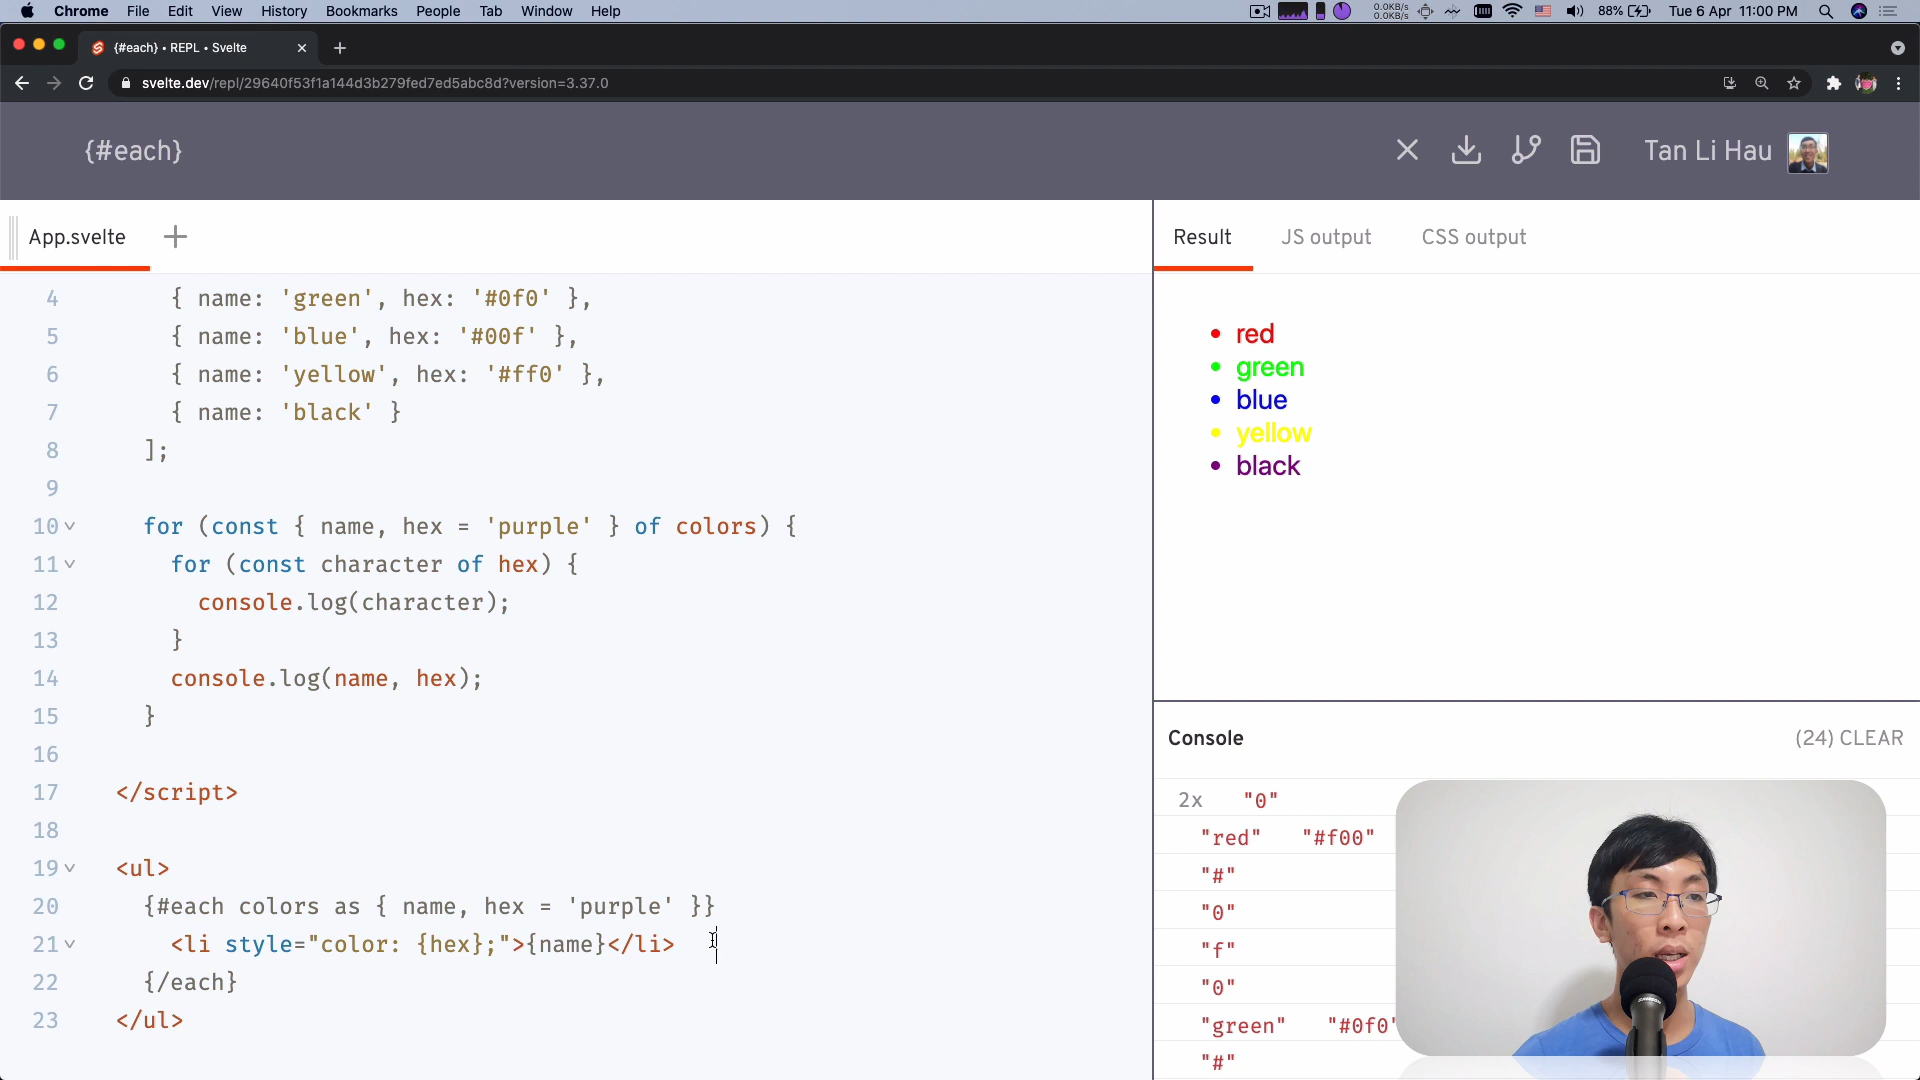 Chrome File Edit View History Bookmarks People Tab Window Help
0.0KB/s
0.0KB/s
88% Tue 6 Apr 11:00 PM
{#each} • REPL • Svelte
svelte.dev/repl/29640f53f1a144d3b279fed7ed5abc8d?version=3.37.0
{#each}
Tan Li Hau
App.svelte
Result JS output CSS output
4 { name: 'green', hex: '#0f0' },
5 { name: 'blue', hex: '#00f' },
6 { name: 'yellow', hex: '#ff0' },
7 { name: 'black' }
8 ];
9
10 for (const { name, hex = 'purple' } of colors) {
11 for (const character of hex) {
12 console.log(character);
13 }
14 console.log(name, hex);
15 }
16
17 </script>
18
19 <ul>
20 {#each colors as { name, hex = 'purple' }}
21 <li style="color: {hex};">{name}</li>
22 {/each}
23 </ul>
• red
• green
• blue
• yellow
• black
Console
(24) CLEAR
2x "0"
"red" "#f00"
"#"
"0"
"f"
"0"
"green" "#0f0"
"#"